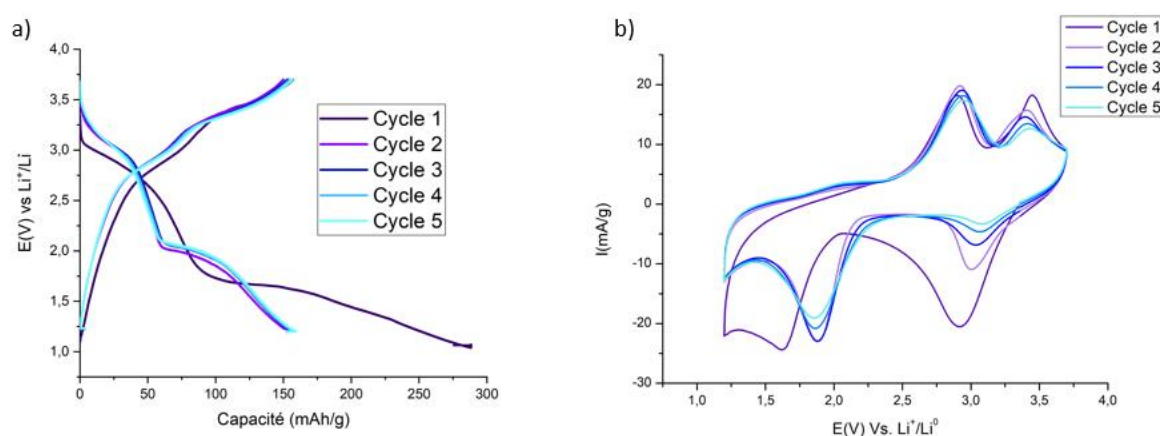 a)
4,0
3,5
3,0
2,5
2,0
1,5
1,0
E(V) vs Li⁺/Li
0
50
100
150
200
250
300
Capacité (mAh/g)
Cycle 1
Cycle 2
Cycle 3
Cycle 4
Cycle 5
b)
Cycle 1
Cycle 2
Cycle 3
Cycle 4
Cycle 5
20
10
0
-10
-20
-30
I(mA/g)
1,0
1,5
2,0
2,5
3,0
3,5
4,0
E(V) Vs. Li⁺/Li⁰